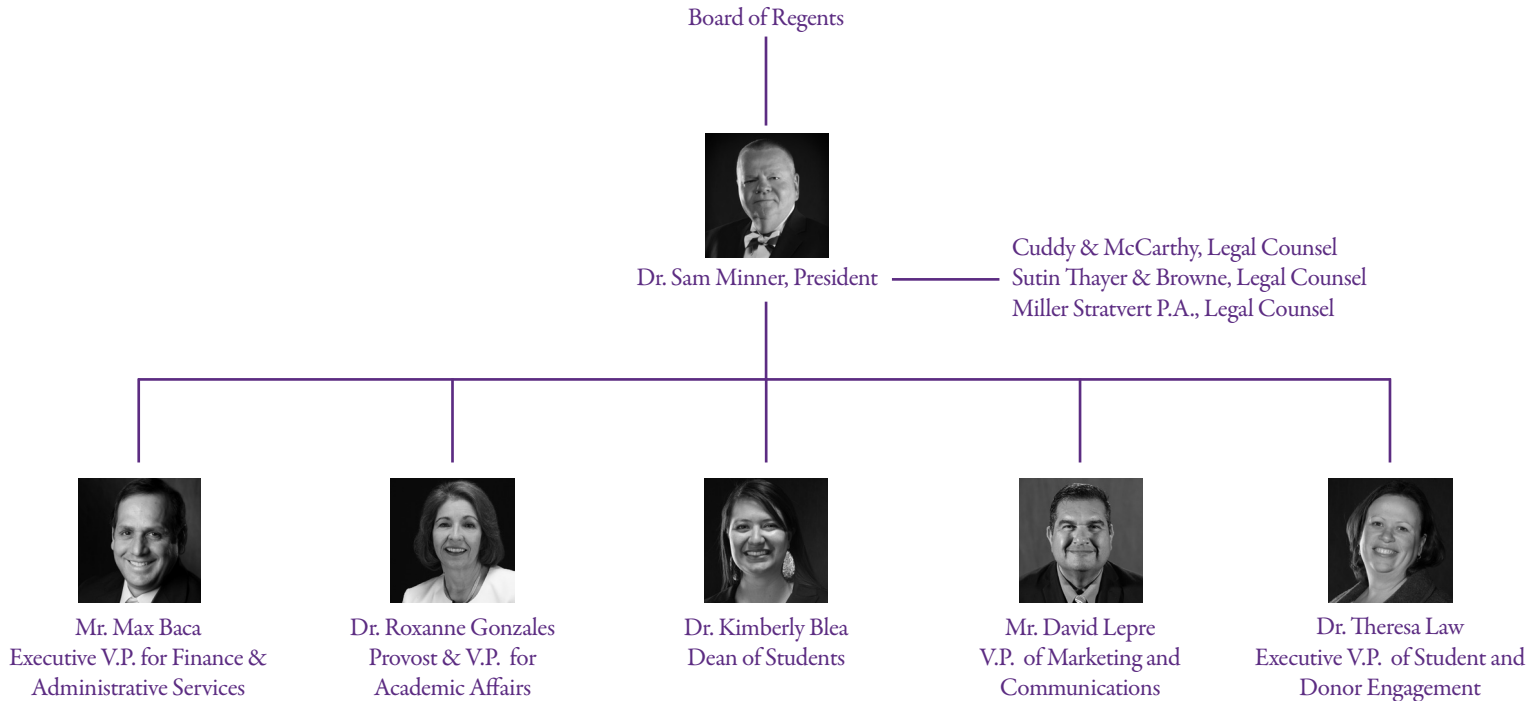 Board of Regents
Dr. Sam Minner, President
Cuddy & McCarthy, Legal Counsel
Sutin Thayer & Browne, Legal Counsel
Miller Stratvert P.A., Legal Counsel
Mr. Max Baca
Executive V.P. for Finance &
Administrative Services
Dr. Roxanne Gonzales
Provost & V.P. for
Academic Affairs
Dr. Kimberly Blea
Dean of Students
Mr. David Lepre
V.P. of Marketing and
Communications
Dr. Theresa Law
Executive V.P. of Student and
Donor Engagement